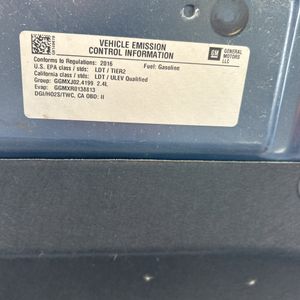 VEHICLE EMISSION
CONTROL INFORMATION
GM
GENERAL
MOTORS
LLC
Conforms to Regulations: 2016 Fuel: Gasoline
U.S. EPA class / stds: LDT / TIER2
California class / stds: LDT / ULEV Qualified
Group: GGMXJ02.4199 2.4L
Evap: GGMXR0138813
DGI/HO2S/TWC, CA OBD: II